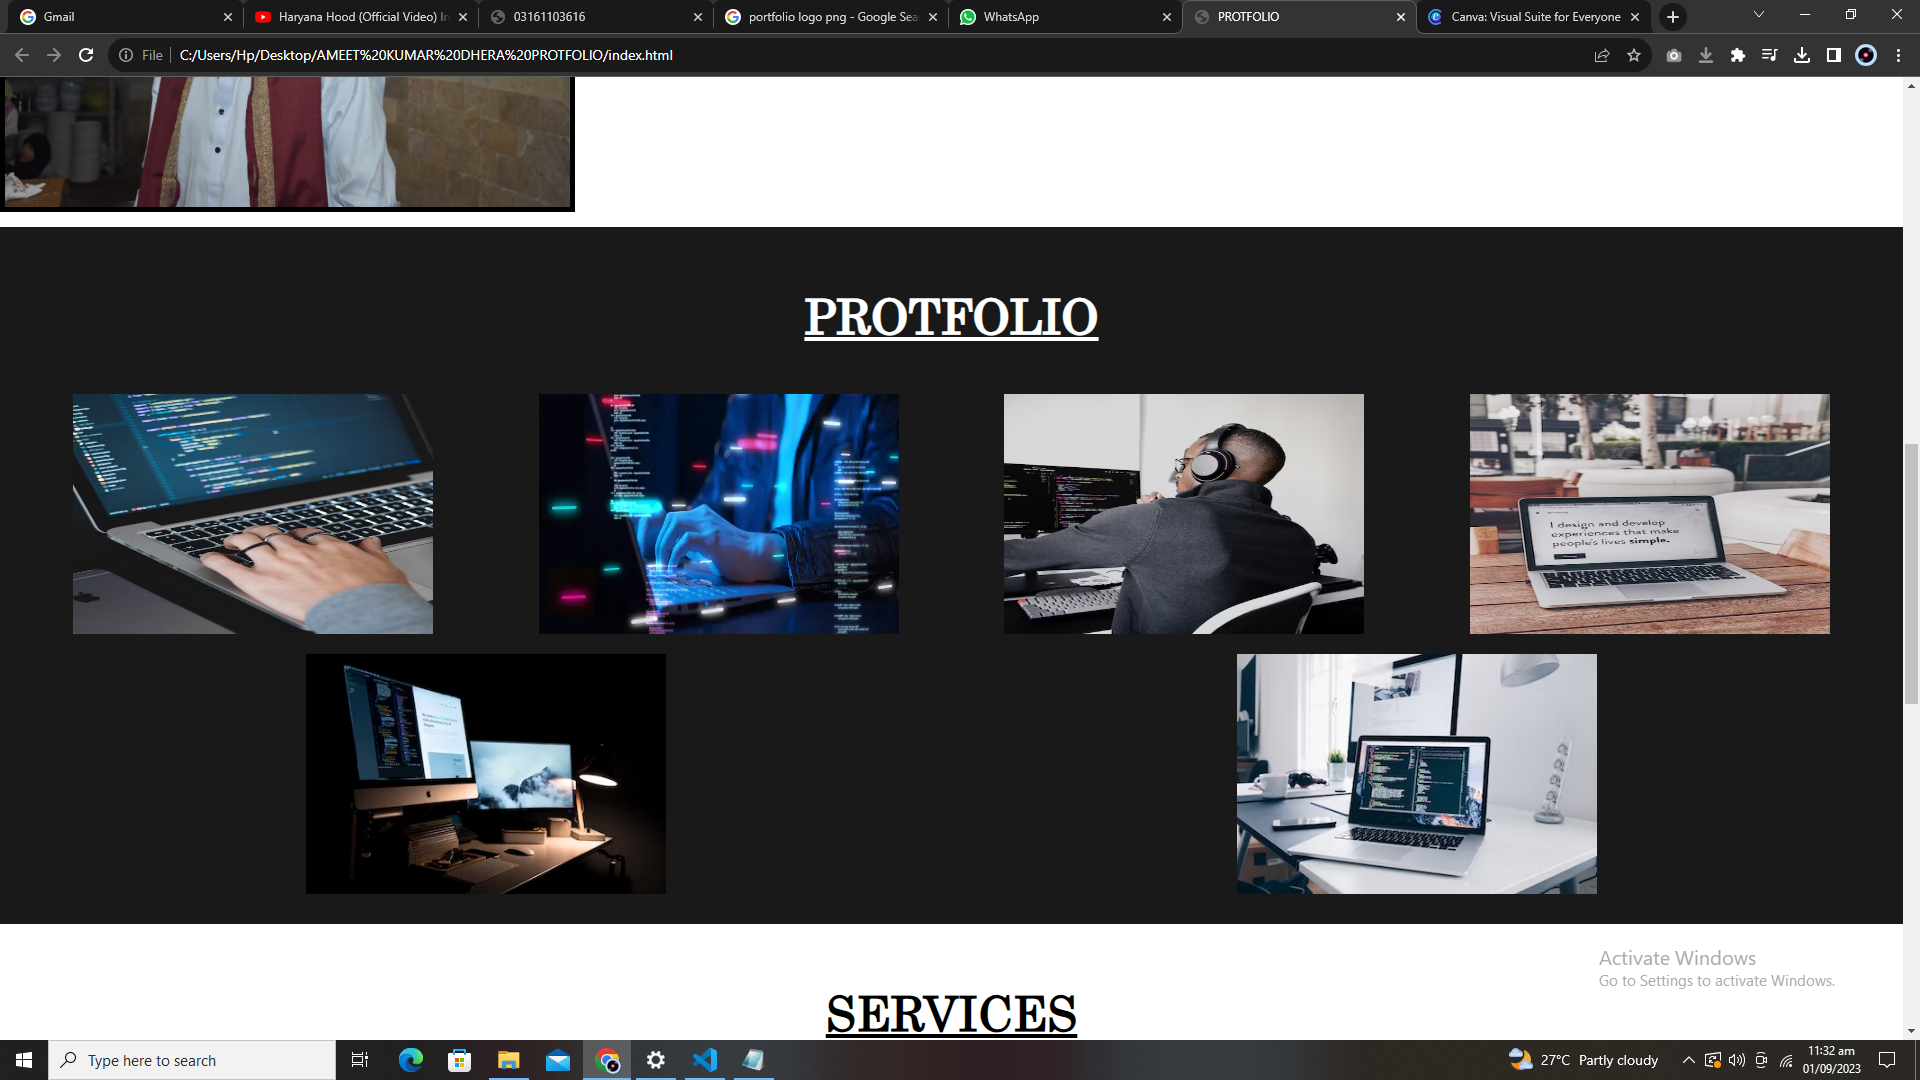 Gmail
Haryana Hood (Official Video) Ir
03161103616
portfolio logo png - Google Sea
WhatsApp
PROTFOLIO
Canva: Visual Suite for Everyone
File
C:/Users/Hp/Desktop/AMEET%20KUMAR%20DHERA%20PROTFOLIO/index.html
PROTFOLIO
I design and develop
experiences that make
people's lives simple.
Activate Windows
Go to Settings to activate Windows.
SERVICES
Type here to search
27°C Partly cloudy
11:32 am
01/09/2023